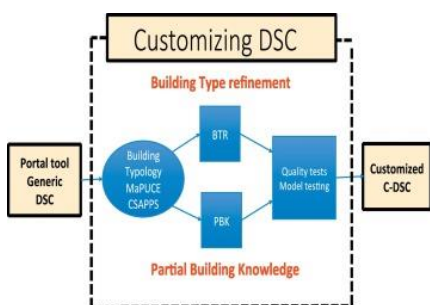 Customizing DSC
Building Type refinement
Portal tool
Generic
DSC
Building
Typology
MaPUCE
CSAPPS
BTR
PBK
Quality tests
Model testing
Customized
C-DSC
Partial Building Knowledge